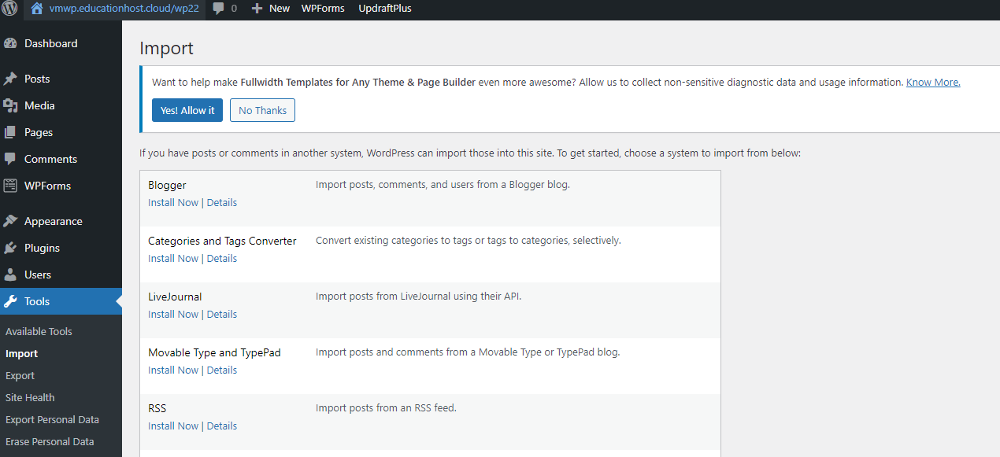 vmwp.educationhost.cloud/wp22 0 New WPForms UpdraftPlus
Dashboard
Posts
Media
Pages
Comments
WPForms
Appearance
Plugins
Users
Tools
Available Tools
Import
Export
Site Health
Export Personal Data
Erase Personal Data
Import
Want to help make Fullwidth Templates for Any Theme & Page Builder even more awesome? Allow us to collect non-sensitive diagnostic data and usage information. Know More.
Yes! Allow it No Thanks
If you have posts or comments in another system, WordPress can import those into this site. To get started, choose a system to import from below:
Blogger Import posts, comments, and users from a Blogger blog.
Install Now | Details
Categories and Tags Converter Convert existing categories to tags or tags to categories, selectively.
Install Now | Details
LiveJournal Import posts from LiveJournal using their API.
Install Now | Details
Movable Type and TypePad Import posts and comments from a Movable Type or TypePad blog.
Install Now | Details
RSS Import posts from an RSS feed.
Install Now | Details